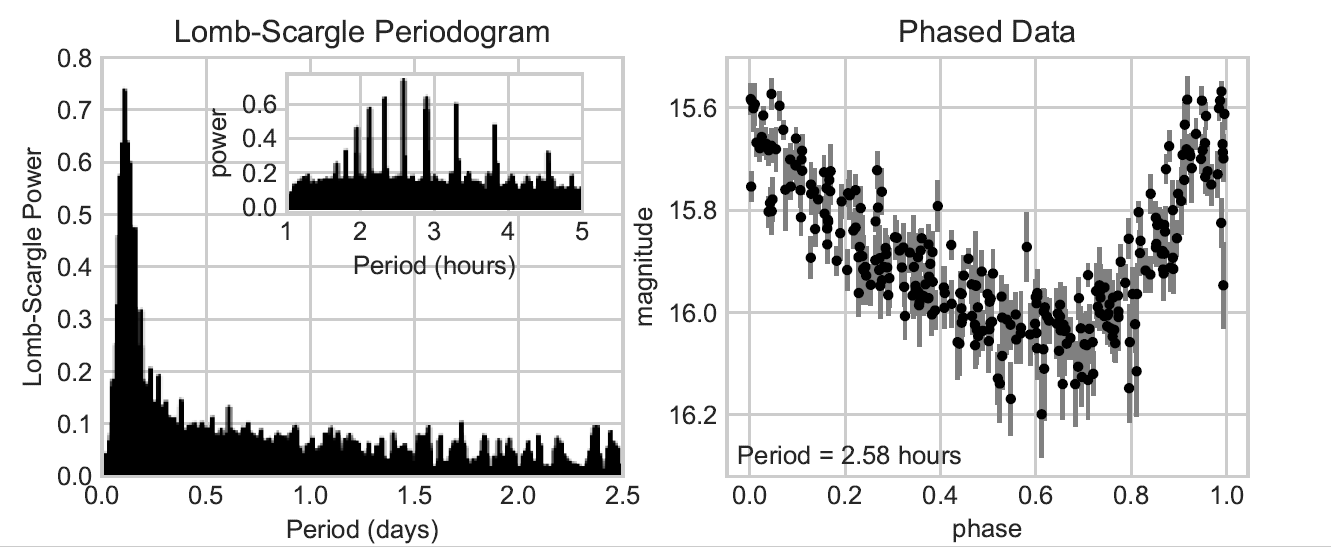 Lomb-Scargle Periodogram
Lomb-Scargle Power
0.8
0.7
0.6
0.5
0.4
0.3
0.2
0.1
0.0
0.0 0.5 1.0 1.5 2.0 2.5
Period (days)
power
0.6
0.4
0.2
0.0
1 2 3 4 5
Period (hours)
Phased Data
magnitude
15.6
15.8
16.0
16.2
Period = 2.58 hours
0.0 0.2 0.4 0.6 0.8 1.0
phase